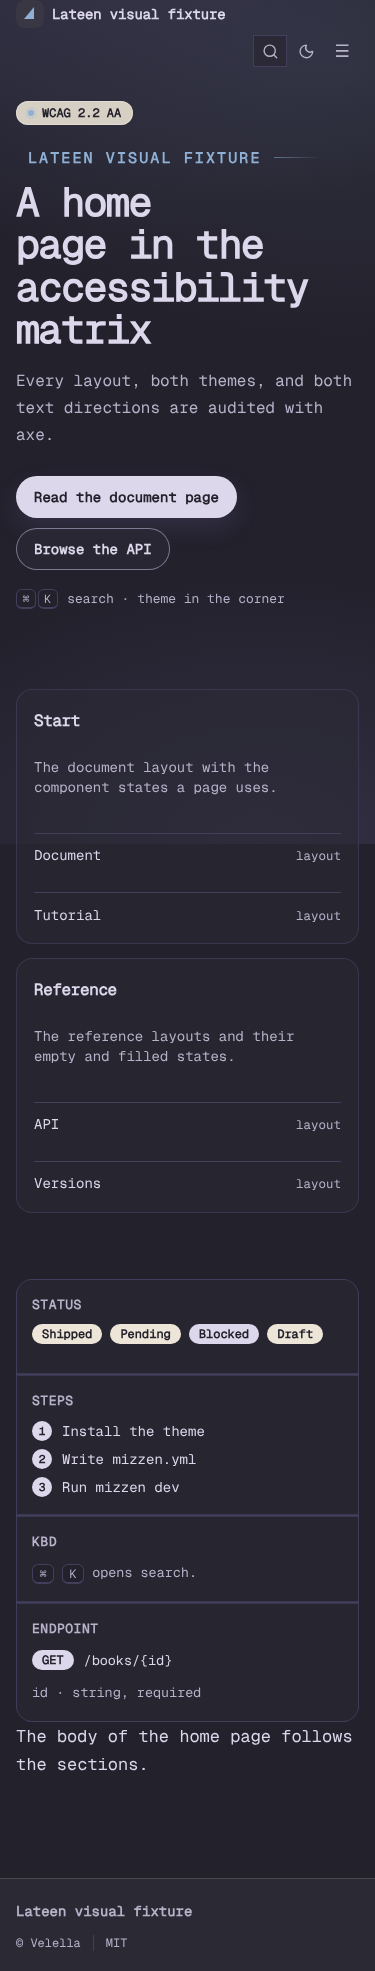 Lateen visual fixture
WCAG 2.2 AA
LATEEN VISUAL FIXTURE
A home
page in the
accessibility
matrix
Every layout, both themes, and both
text directions are audited with
axe.
Read the document page
Browse the API
⌘ K search · theme in the corner
Start
The document layout with the
component states a page uses.
Document layout
Tutorial layout
Reference
The reference layouts and their
empty and filled states.
API layout
Versions layout
STATUS
Shipped Pending Blocked Draft
STEPS
1 Install the theme
2 Write mizzen.yml
3 Run mizzen dev
KBD
⌘ K opens search.
ENDPOINT
GET /books/{id}
id · string, required
The body of the home page follows
the sections.
Lateen visual fixture
© Velella MIT